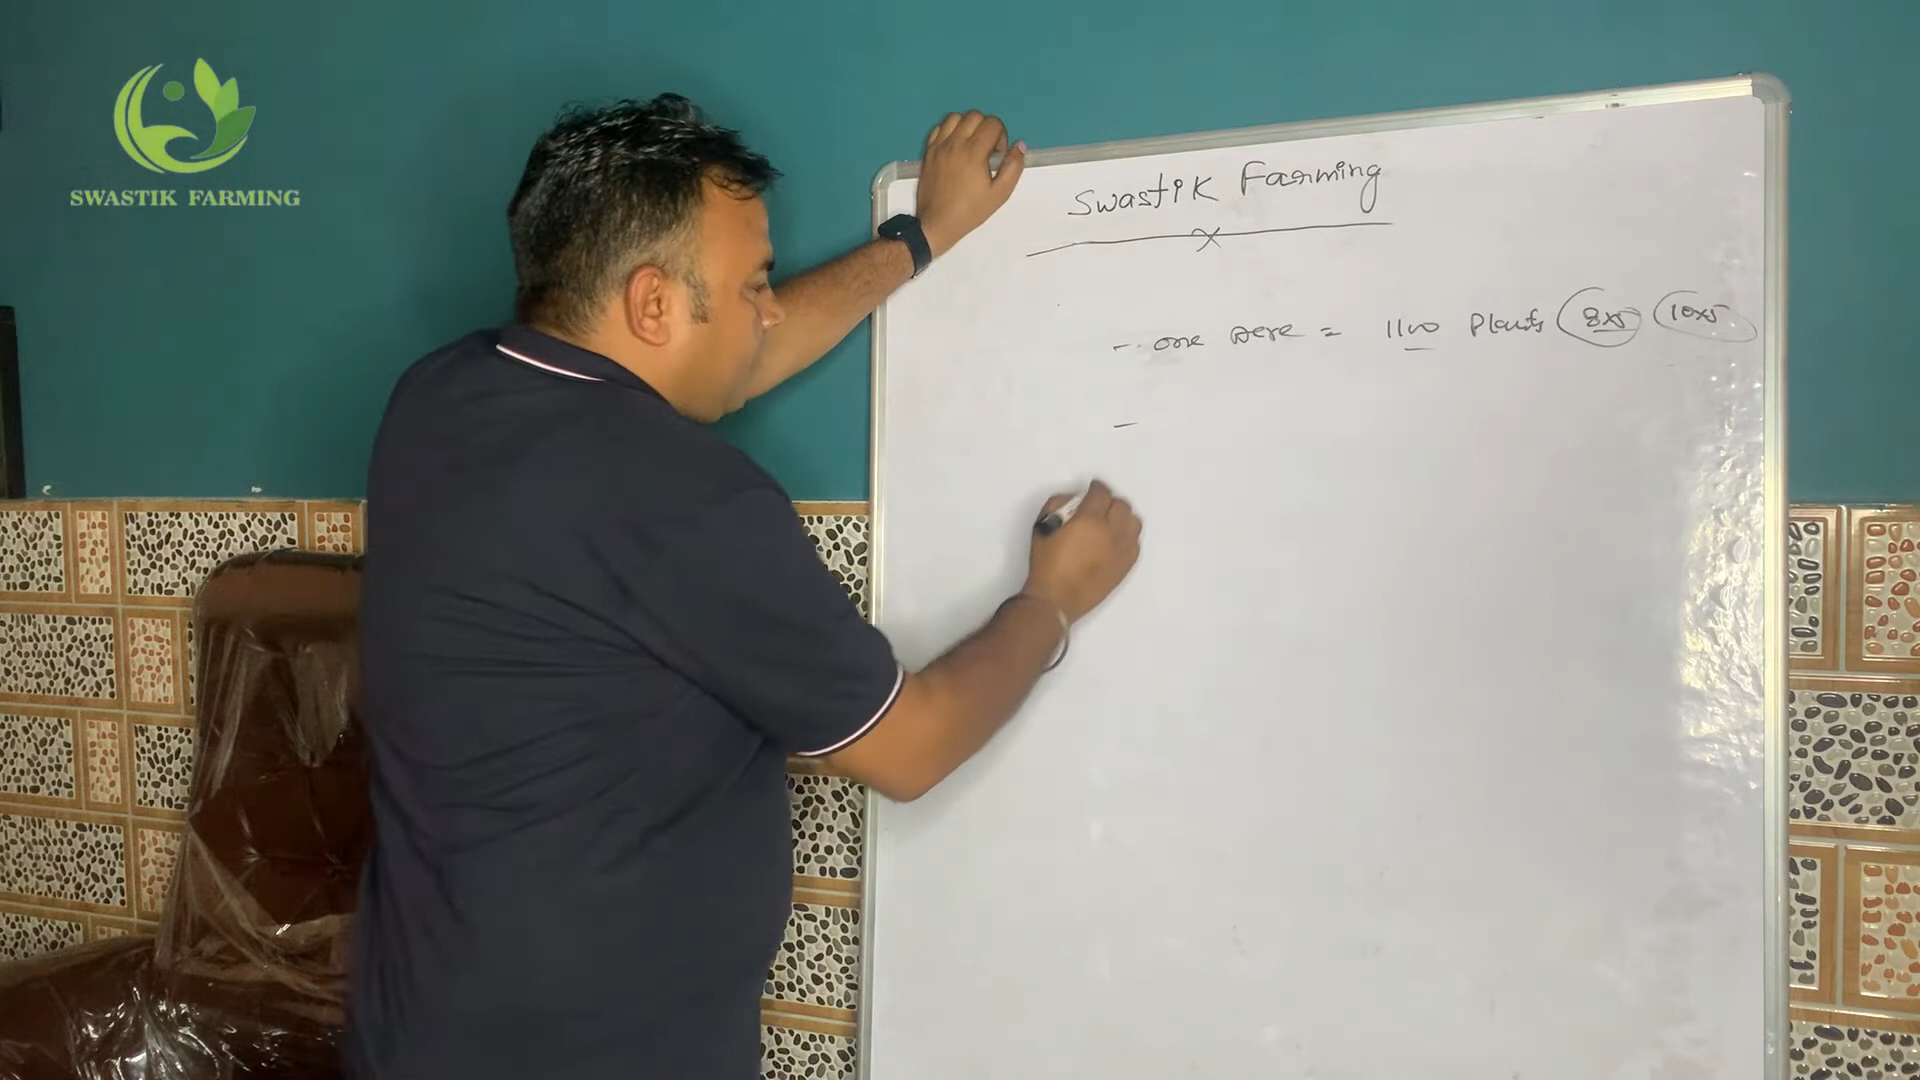 SWASTIK FARMING
Swastik Farming
- one acre = 1100 Plants (8x5) (10x5)
-